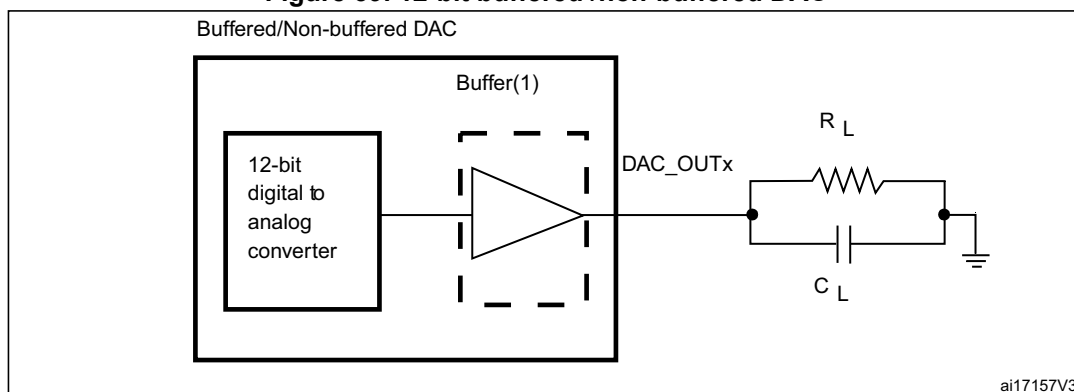 Buffered/Non-buffered DAC
Buffer(1)
12-bit
digital to
analog
converter
DAC_OUTx
R L
C L
ai17157V3